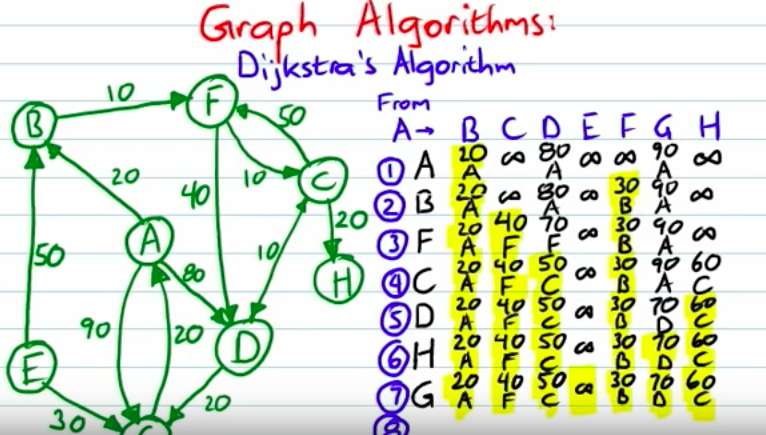 Graph Algorithms:
Dijkstra's Algorithm
From
A→ B C D E F G H
① A 20 ∞ 80 ∞ ∞ 90 ∞
A A A
② B 20 ∞ 80 ∞ 30 90 ∞
A A B A
③ F 20 40 70 ∞ 30 90 ∞
A F F B A
④ C 20 40 50 ∞ 30 90 60
A F C B A C
⑤ D 20 40 50 ∞ 30 70 60
A F C B D C
⑥ H 20 40 50 ∞ 30 70 60
A F C B D C
⑦ G 20 40 50 ∞ 30 70 60
A F C B D C
⑧
B 10 F 50
20 40 10 C
A 20
50 80 10 H
90 20 D
E
30 20